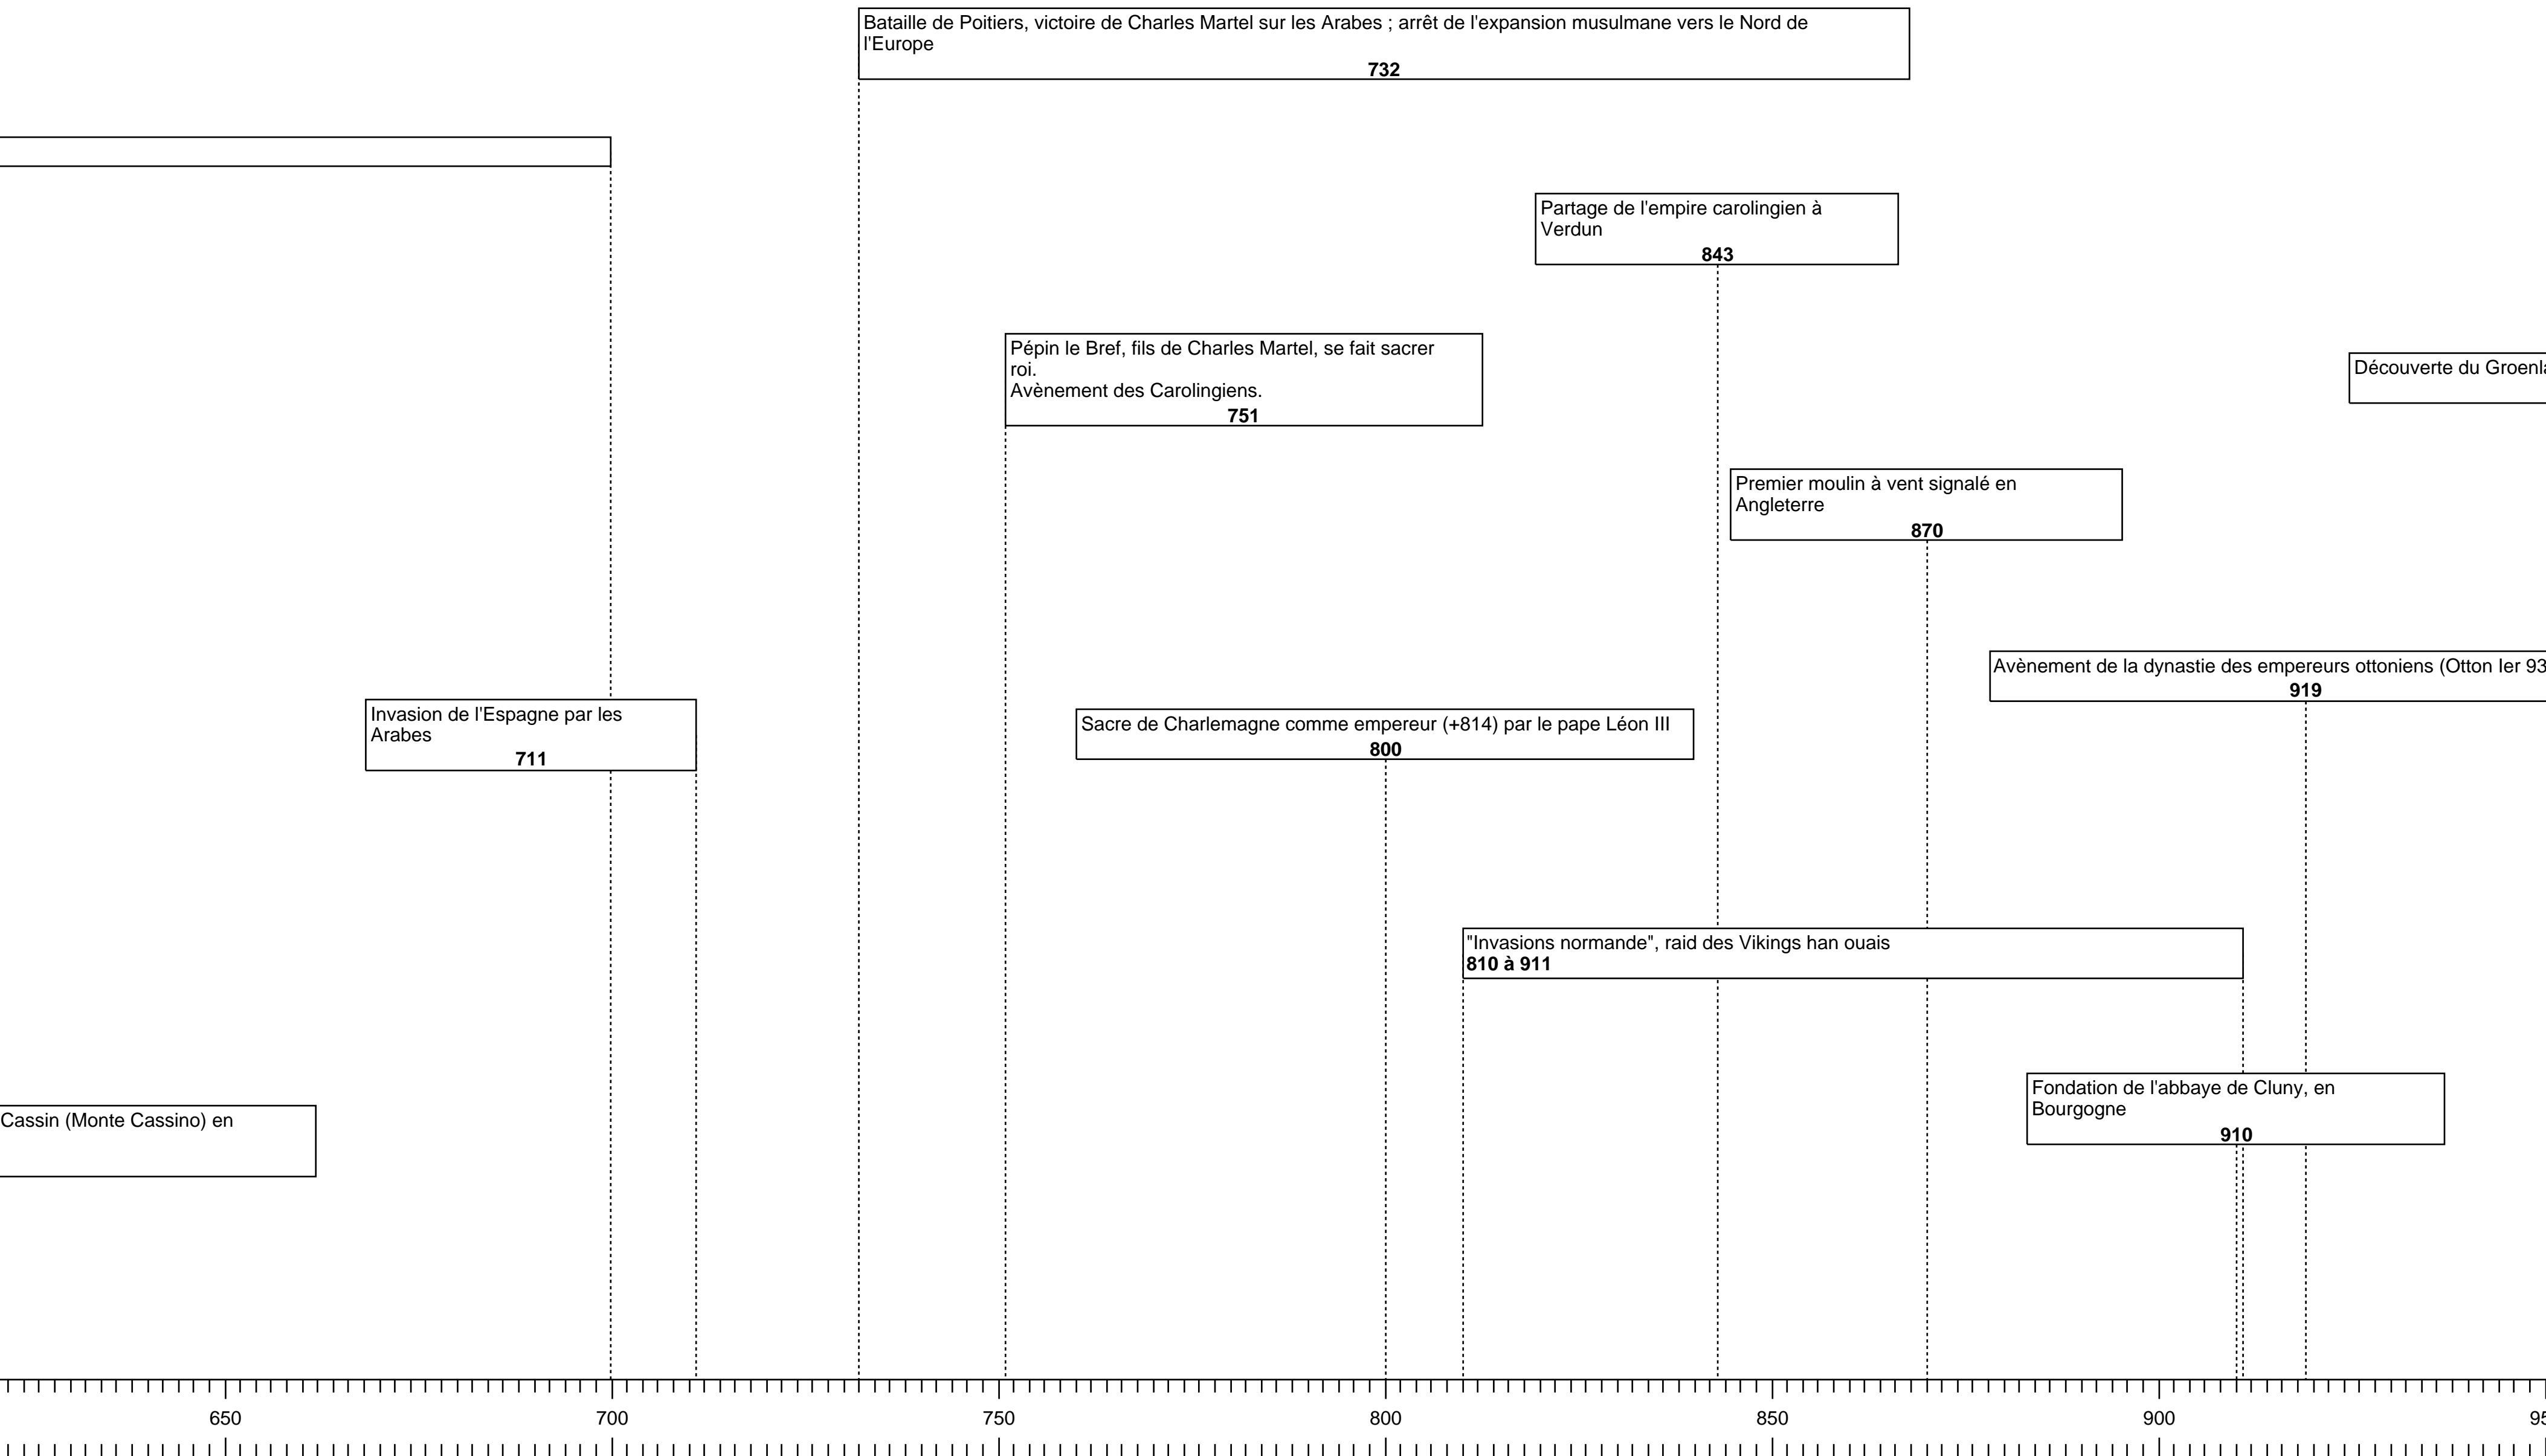 Bataille de Poitiers, victoire de Charles Martel sur les Arabes ; arrêt de l'expansion musulmane vers le Nord de
l'Europe
732
Partage de l'empire carolingien à
Verdun
843
Pépin le Bref, fils de Charles Martel, se fait sacrer
roi.
Avènement des Carolingiens.
751
Découverte du
Premier moulin à vent signalé en
Angleterre
870
Avènement de la dynastie des empereurs ottoniens (Otton Ier
919
Invasion de l'Espagne par les
Arabes
711
Sacre de Charlemagne comme empereur (+814) par le pape Léon III
800
"Invasions normande", raid des Vikings han ouais
810 à 911
Fondation de l'abbaye de Cluny, en
Bourgogne
910
Cassin (Monte Cassino) en
650 700 750 800 850 900